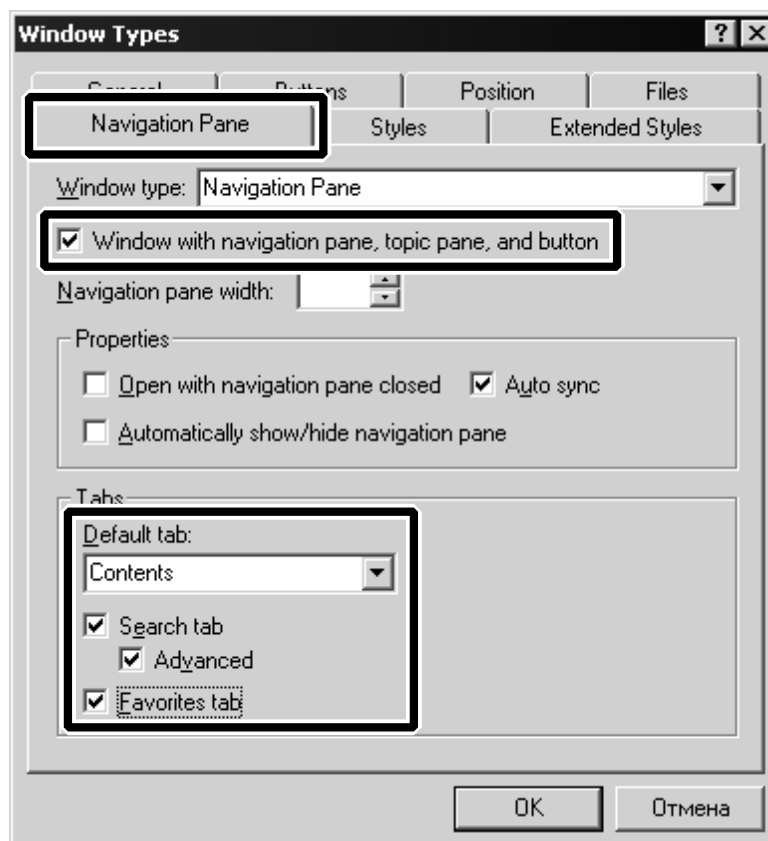 Window Types
General Buttons Position Files
Navigation Pane Styles Extended Styles
Window type: Navigation Pane
Window with navigation pane, topic pane, and button
Navigation pane width:
Properties
Open with navigation pane closed Auto sync
Automatically show/hide navigation pane
Tabs
Default tab:
Contents
Search tab
Advanced
Favorites tab
OK Отмена